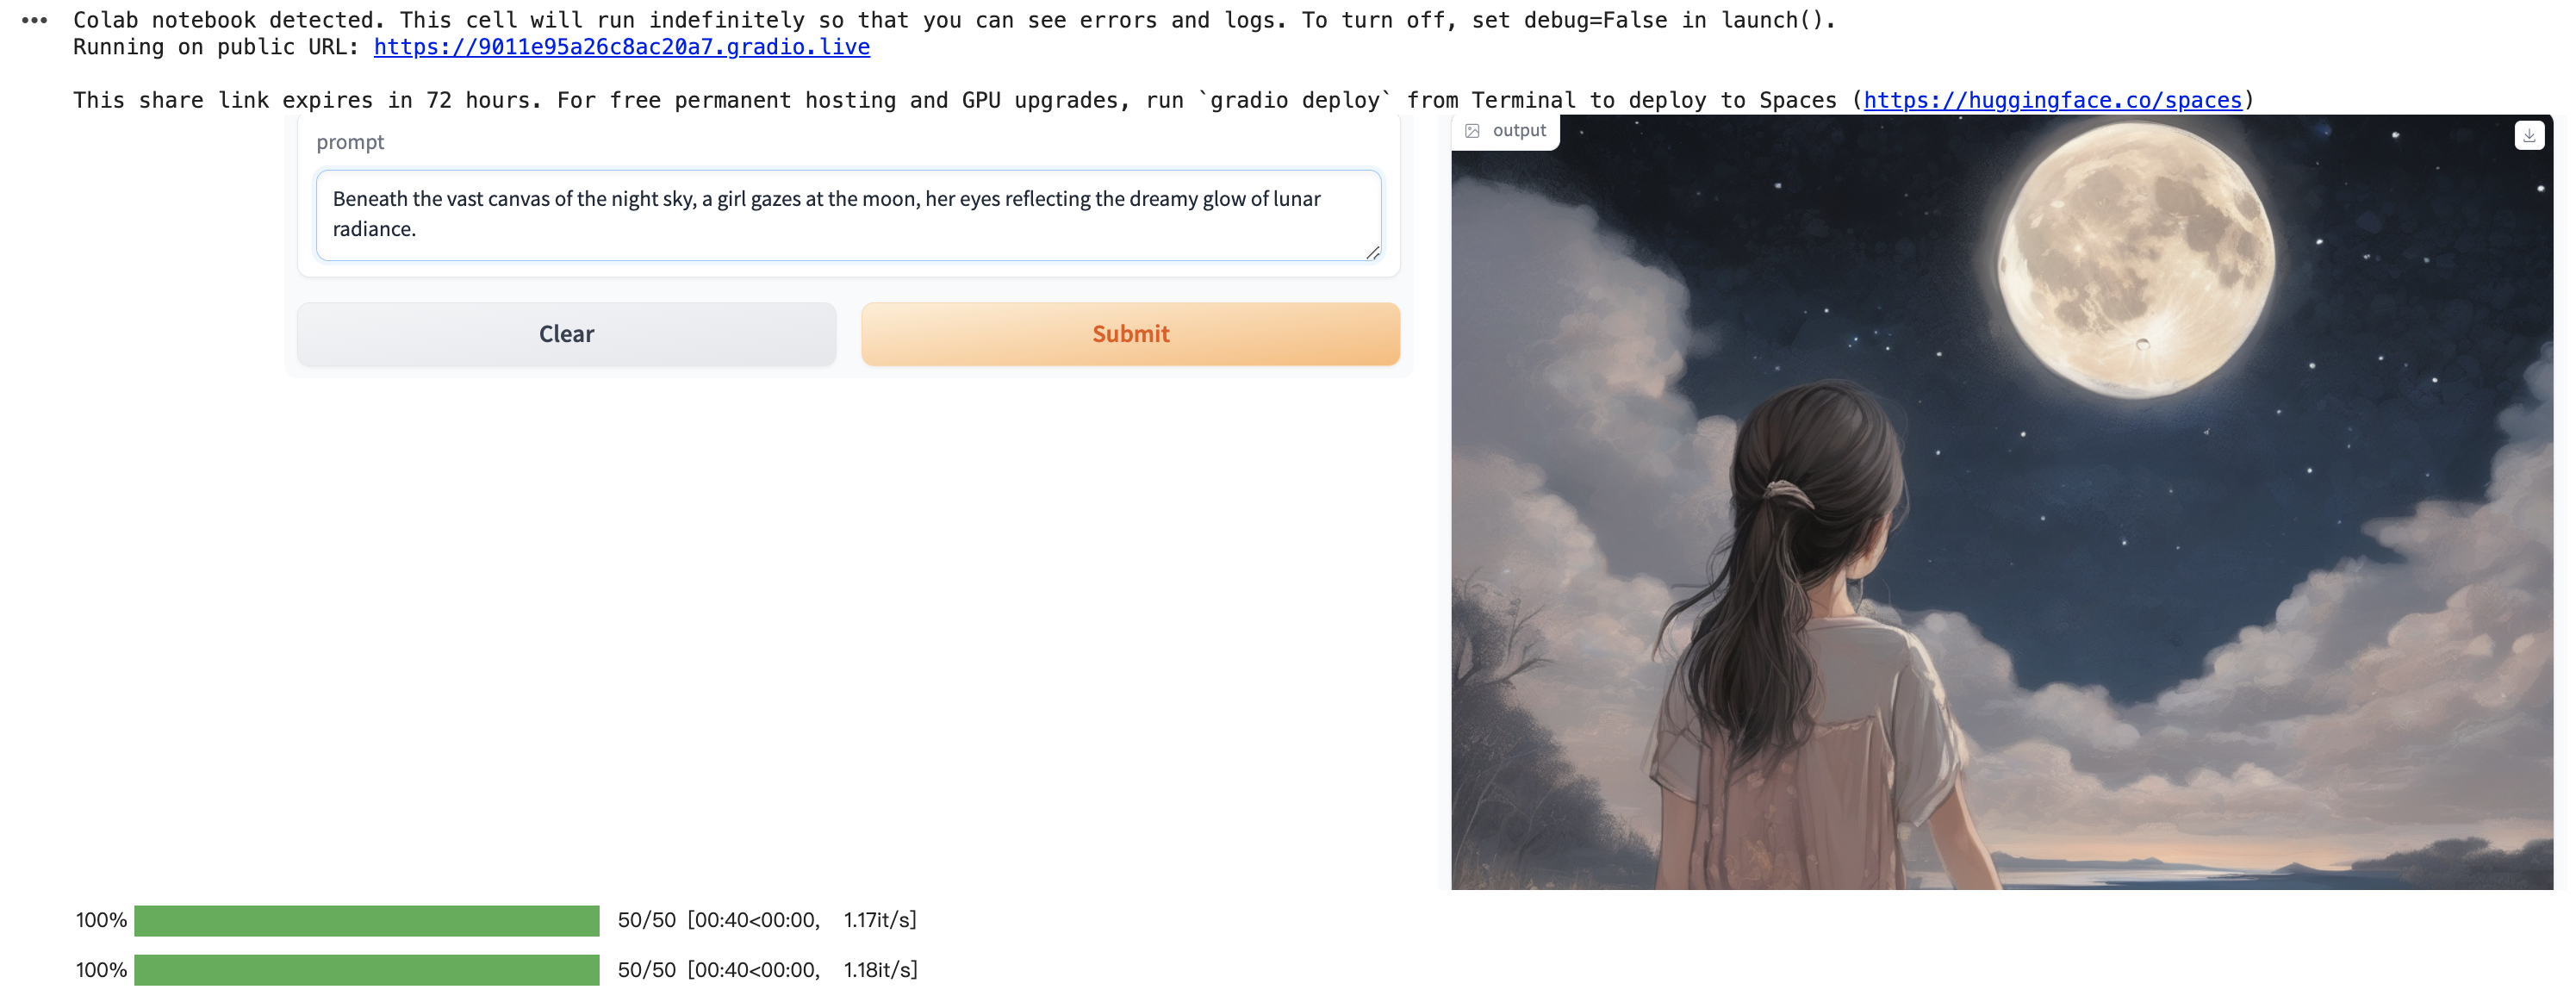 Colab notebook detected. This cell will run indefinitely so that you can see errors and logs. To turn off, set debug=False in launch().
Running on public URL: https://9011e95a26c8ac20a7.gradio.live
This share link expires in 72 hours. For free permanent hosting and GPU upgrades, run `gradio deploy` from Terminal to deploy to Spaces (https://huggingface.co/spaces)
prompt
Beneath the vast canvas of the night sky, a girl gazes at the moon, her eyes reflecting the dreamy glow of lunar
radiance.
Clear
Submit
output
100% 50/50 [00:40<00:00, 1.17it/s]
100% 50/50 [00:40<00:00, 1.18it/s]